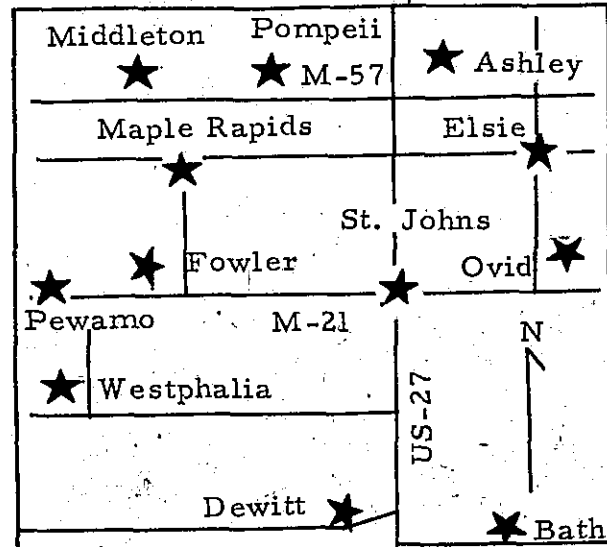 Middleton
Pompeii
Ashley
M-57
Maple Rapids
Elsie
St. Johns
Fowler
Ovid
Pewamo
M-21
N
Westphalia
US-27
Dewitt
Bath